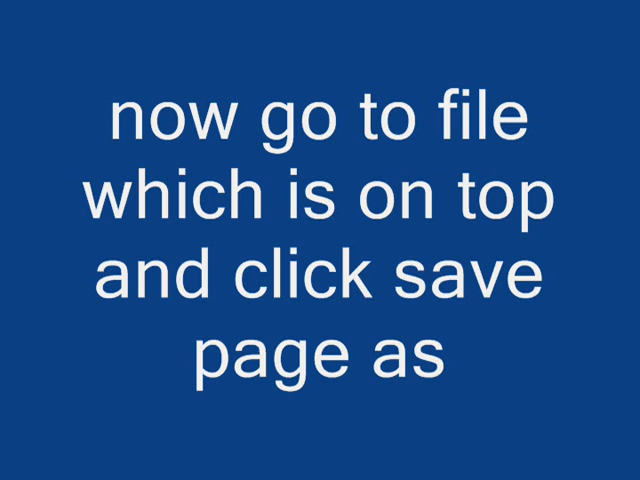 now go to file
which is on top
and click save
page as